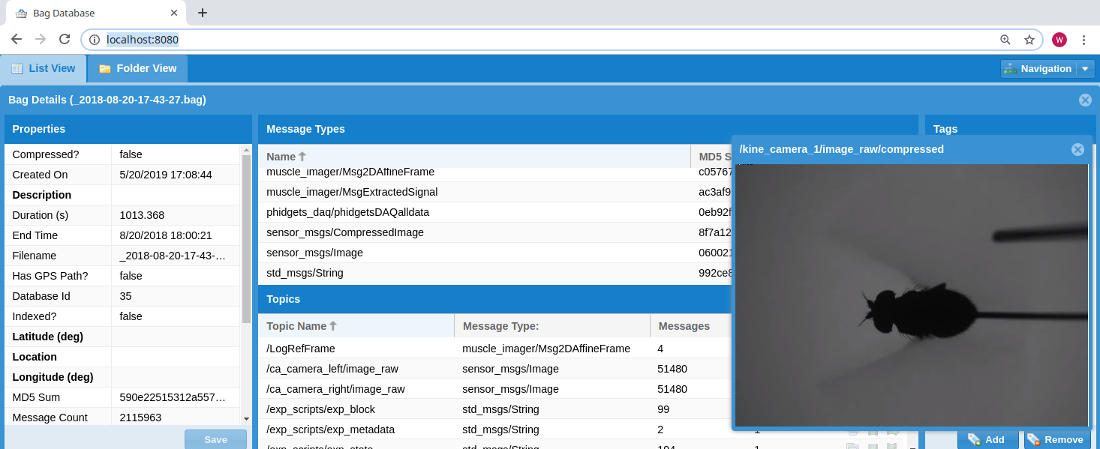 Bag Database
localhost:8080
W
List View
Folder View
Navigation
Bag Details (_2018-08-20-17-43-27.bag)
Properties
Compressed? false
Created On 5/20/2019 17:08:44
Description
Duration (s) 1013.368
End Time 8/20/2018 18:00:21
Filename _2018-08-20-17-43-...
Has GPS Path? false
Database Id 35
Indexed? false
Latitude (deg)
Location
Longitude (deg)
MD5 Sum 590e22515312a557...
Message Count 2115963
Save
Message Types
Name MD5 S
muscle_imager/Msg2DAffineFrame c05767
muscle_imager/MsgExtractedSignal ac3af9
phidgets_daq/phidgetsDAQalldata 0eb92f
sensor_msgs/CompressedImage 8f7a12
sensor_msgs/Image 060021
std_msgs/String 992ce8
Topics
Topic Name Message Type: Messages
/LogRefFrame muscle_imager/Msg2DAffineFrame 4
/ca_camera_left/image_raw sensor_msgs/Image 51480
/ca_camera_right/image_raw sensor_msgs/Image 51480
/exp_scripts/exp_block std_msgs/String 99
/exp_scripts/exp_metadata std_msgs/String 2 1
/exp_scripts/exp_state std_msgs/String 194 1
Tags
/kine_camera_1/image_raw/compressed
Add
Remove